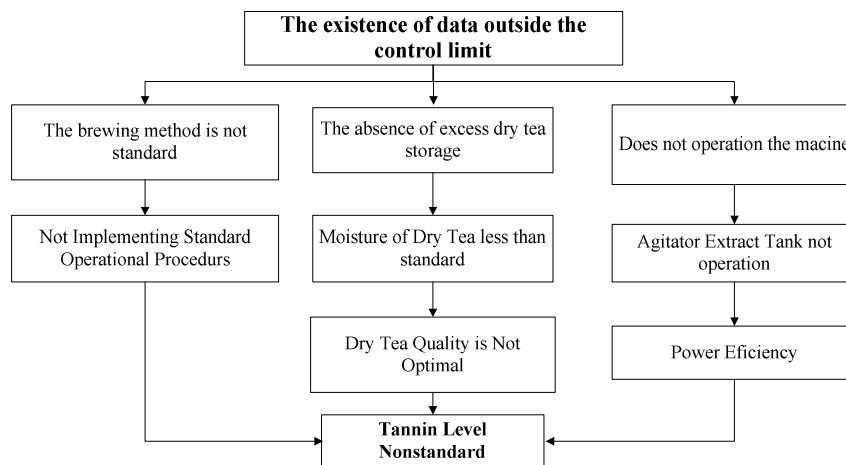 The existence of data outside the
control limit
The brewing method is not
standard
The absence of excess dry tea
storage
Does not operation the macine
Not Implementing Standard
Operational Procedurs
Moisture of Dry Tea less than
standard
Agitator Extract Tank not
operation
Dry Tea Quality is Not
Optimal
Power Eficiency
Tannin Level
Nonstandard